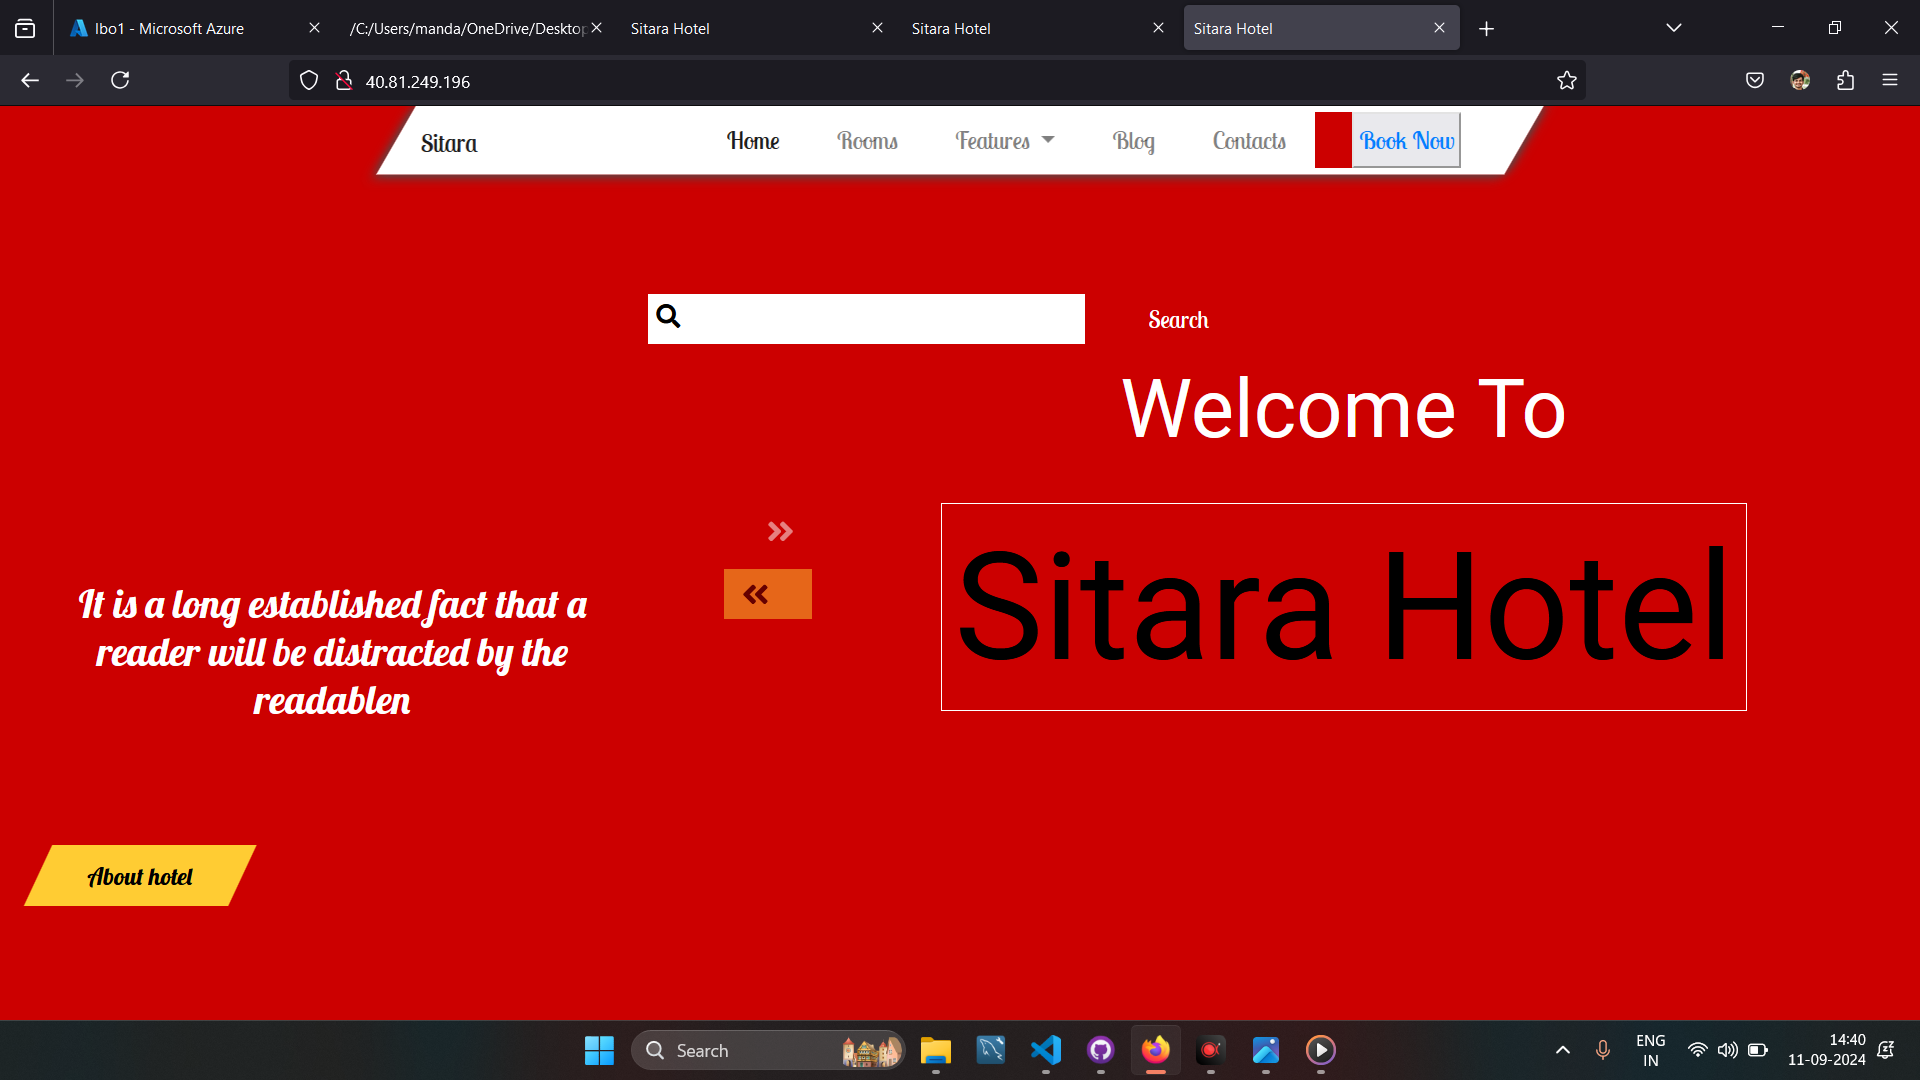 lbo1 - Microsoft Azure
/C:/Users/manda/OneDrive/Desktop
Sitara Hotel
Sitara Hotel
Sitara Hotel
40.81.249.196
Sitara
Home
Rooms
Features
Blog
Contacts
Book Now
Search
Welcome To
Sitara Hotel
It is a long established fact that a
reader will be distracted by the
readablen
About hotel
Search
ENG
IN
14:40
11-09-2024